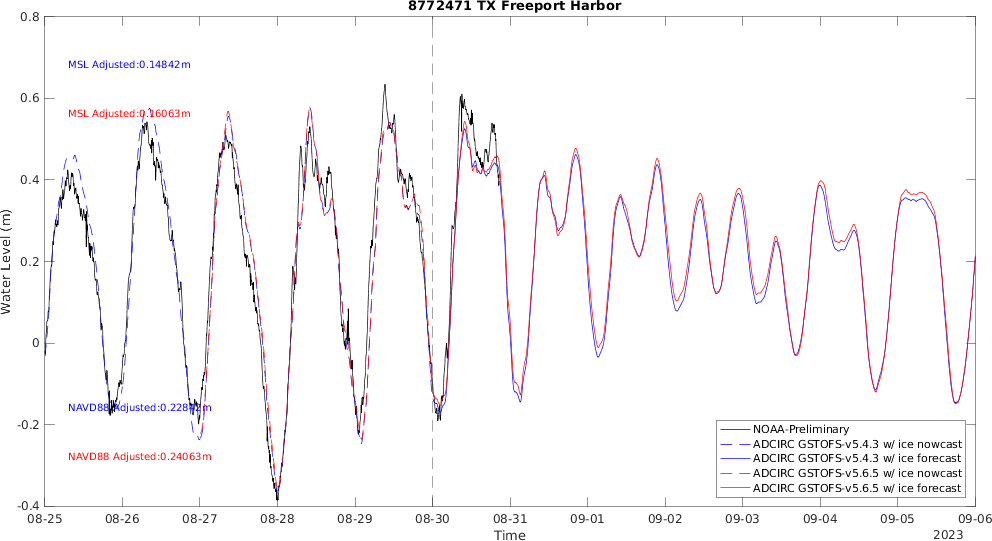 8772471 TX Freeport Harbor
0.8
0.6
0.4
0.2
0
-0.2
-0.4
Water Level (m)
MSL Adjusted:0.14842m
MSL Adjusted:0.16063m
NAVD88 Adjusted:0.22842m
NAVD88 Adjusted:0.24063m
NOAA-Preliminary
ADCIRC GSTOFS-v5.4.3 w/ ice nowcast
ADCIRC GSTOFS-v5.4.3 w/ ice forecast
ADCIRC GSTOFS-v5.6.5 w/ ice nowcast
ADCIRC GSTOFS-v5.6.5 w/ ice forecast
08-25 08-26 08-27 08-28 08-29 08-30 08-31 09-01 09-02 09-03 09-04 09-05 09-06
Time
2023